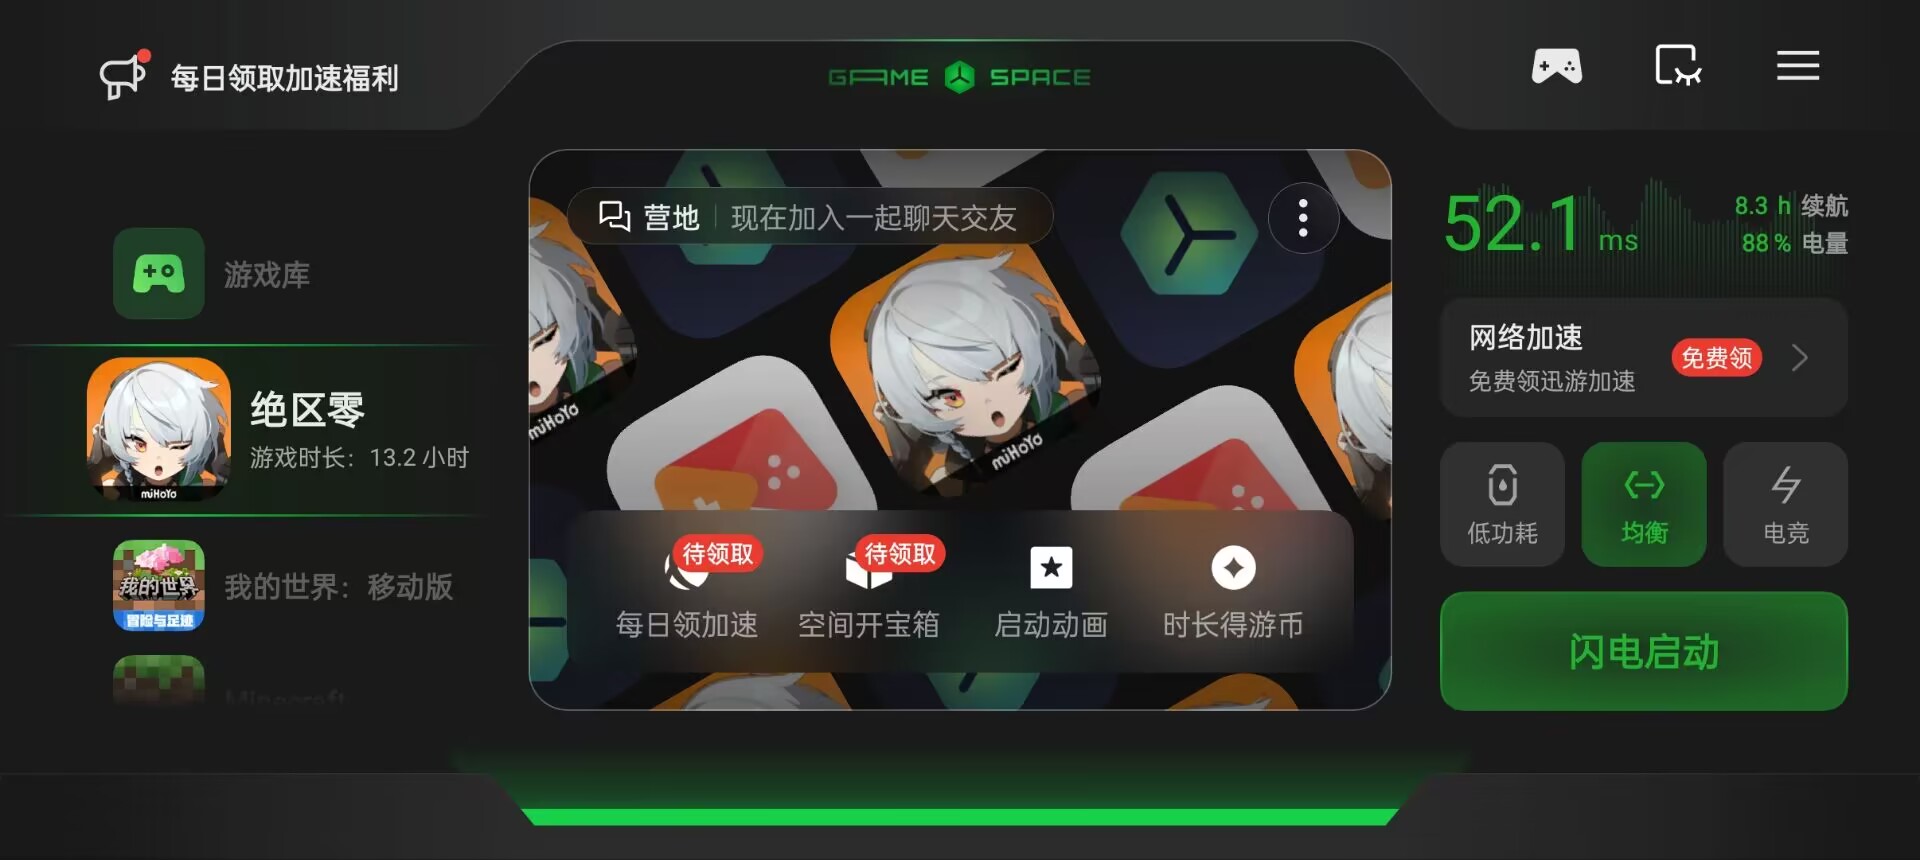 每日领取加速福利
GAME SPACE
游戏库
绝区零
游戏时长：13.2 小时
miHoYo
我的世界
冒险与足迹
我的世界：移动版
Minecraft
营地 现在加入一起聊天交友
miHoYo
miHoYo
待领取
待领取
每日领加速
空间开宝箱
启动动画
时长得游币
52.1 ms
8.3 h 续航
88% 电量
网络加速
免费领迅游加速
免费领
低功耗
均衡
电竞
闪电启动